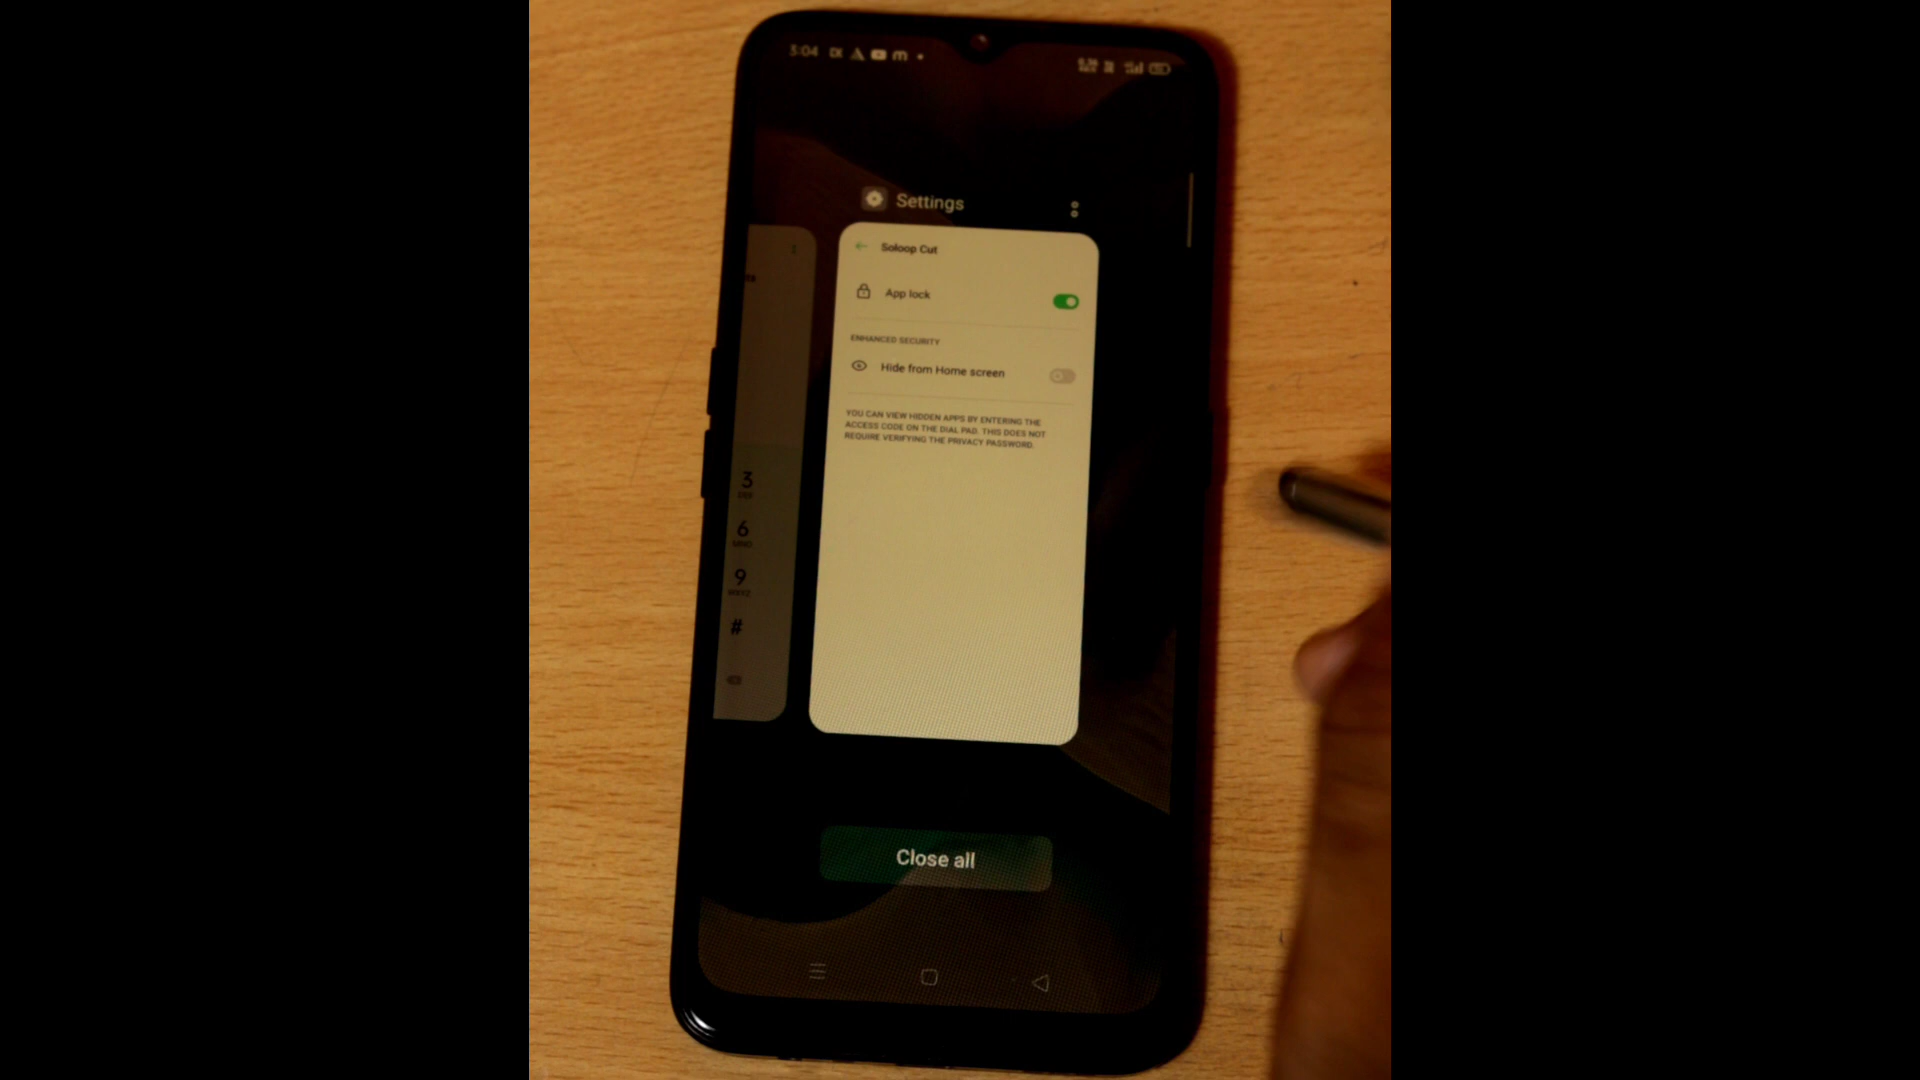 3:04
Settings
Soloop Cut
App lock
ENHANCED SECURITY
Hide from Home screen
YOU CAN VIEW HIDDEN APPS BY ENTERING THE
ACCESS CODE ON THE DIAL PAD. THIS DOES NOT
REQUIRE VERIFYING THE PRIVACY PASSWORD.
3
DEF
6
MNO
9
WXYZ
#
Close all